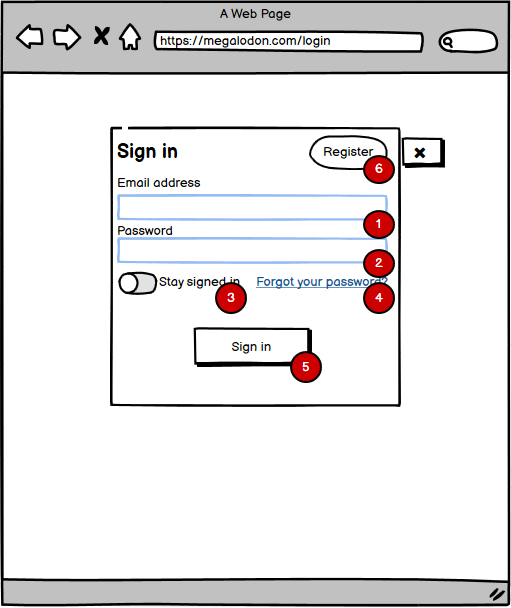 A Web Page
https://megalodon.com/login
Sign in
Register
6
Email address
1
Password
2
Stay signed in
Forgot your password?
3
4
Sign in
5